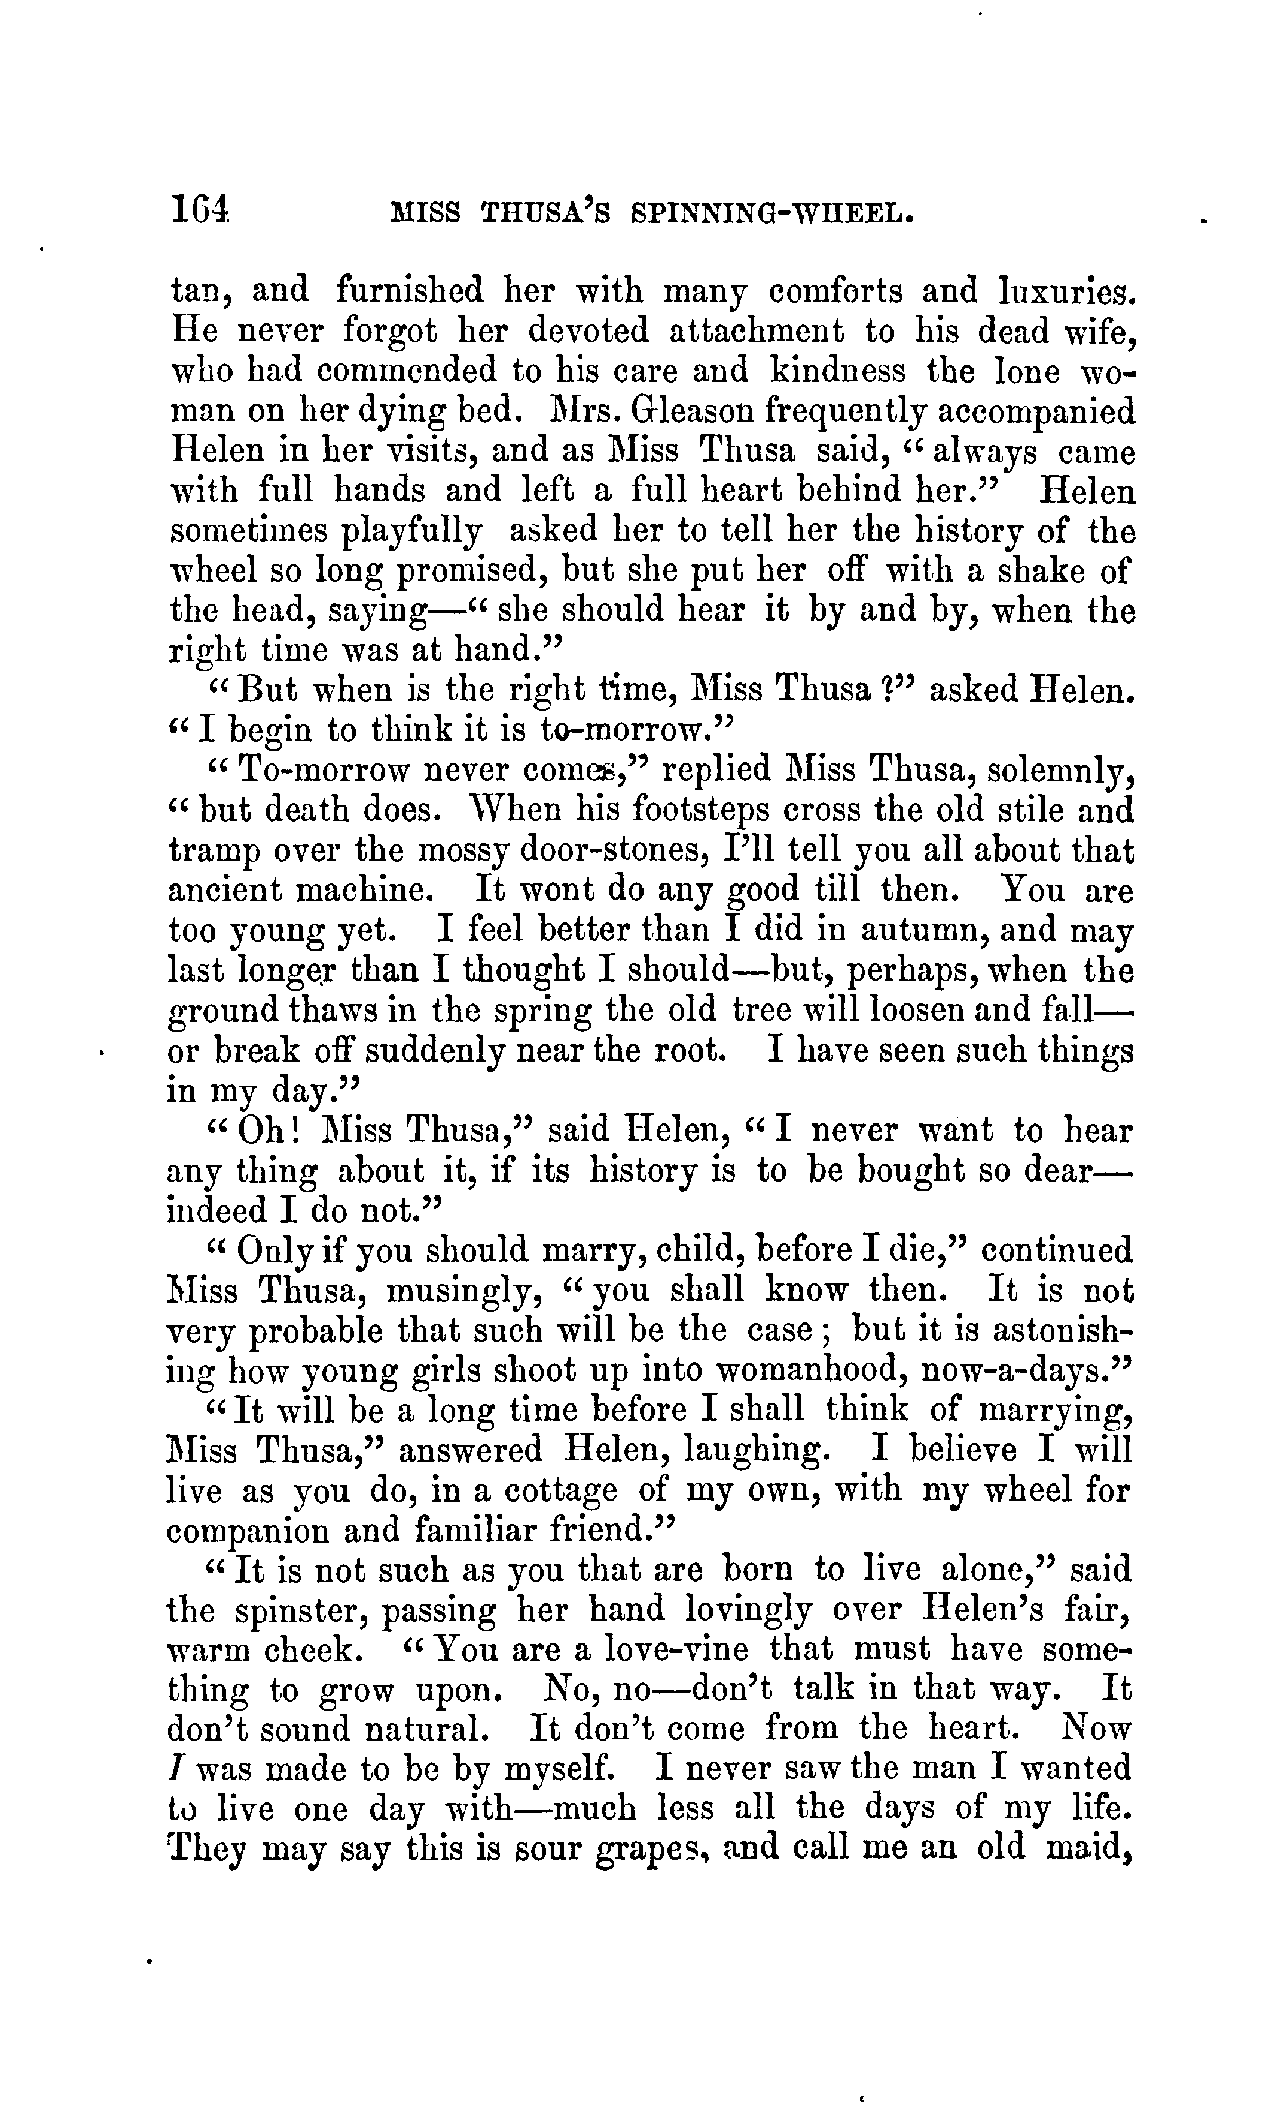 164 MISS THUSA'S SPINNING-WHEEL.
tan, and furnished her with many comforts and luxuries.
He never forgot her devoted attachment to his dead wife,
who had commended to his care and kindness the lone wo-
man on her dying bed. Mrs. Gleason frequently accompanied
Helen in her visits, and as Miss Thusa said, "always came
with full hands and left a full heart behind her." Helen
sometimes playfully asked her to tell her the history of the
wheel so long promised, but she put her off with a shake of
the head, saying—"she should hear it by and by, when the
right time was at hand."
"But when is the right time, Miss Thusa?" asked Helen.
"I begin to think it is to-morrow."
"To-morrow never comes," replied Miss Thusa, solemnly,
"but death does. When his footsteps cross the old stile and
tramp over the mossy door-stones, I'll tell you all about that
ancient machine. It wont do any good till then. You are
too young yet. I feel better than I did in autumn, and may
last longer than I thought I should—but, perhaps, when the
ground thaws in the spring the old tree will loosen and fall—
or break off suddenly near the root. I have seen such things
in my day."
"Oh! Miss Thusa," said Helen, "I never want to hear
any thing about it, if its history is to be bought so dear—
indeed I do not."
"Only if you should marry, child, before I die," continued
Miss Thusa, musingly, "you shall know then. It is not
very probable that such will be the case; but it is astonish-
ing how young girls shoot up into womanhood, now-a-days."
"It will be a long time before I shall think of marrying,
Miss Thusa," answered Helen, laughing. I believe I will
live as you do, in a cottage of my own, with my wheel for
companion and familiar friend."
"It is not such as you that are born to live alone," said
the spinster, passing her hand lovingly over Helen's fair,
warm cheek. "You are a love-vine that must have some-
thing to grow upon. No, no—don't talk in that way. It
don't sound natural. It don't come from the heart. Now
I was made to be by myself. I never saw the man I wanted
to live one day with—much less all the days of my life.
They may say this is sour grapes, and call me an old maid,